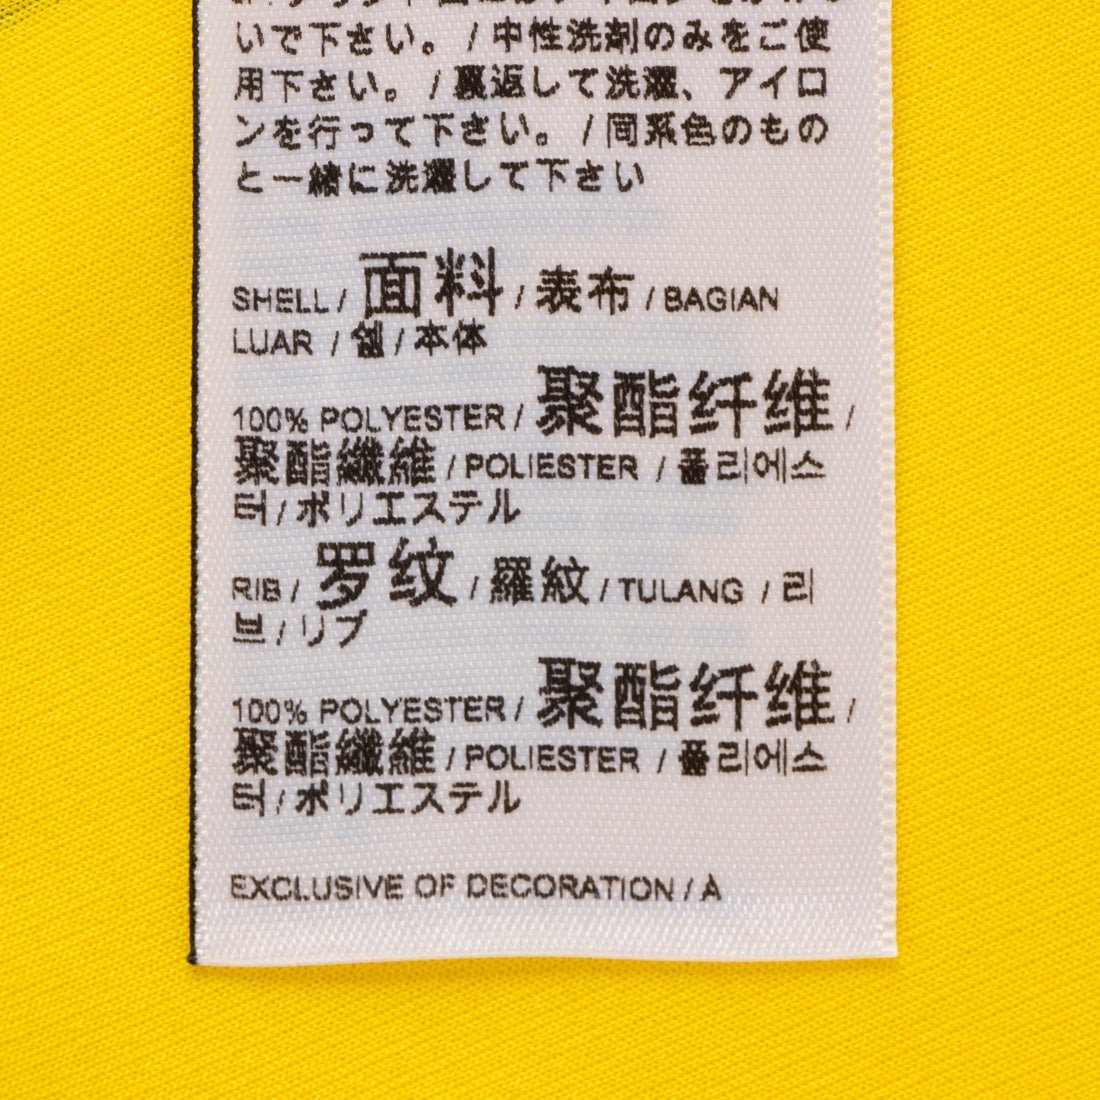 いで下さい。 / 中性洗剤のみをご使
用下さい。 / 裏返して洗濯、アイロ
ンを行って下さい。 / 同系色のもの
と一緒に洗濯して下さい
SHELL / 面料 / 表布 / BAGIAN
LUAR / 쉘 / 本体
100% POLYESTER / 聚酯纤维 /
聚酯纖維 / POLIESTER / 폴리에스
터 / ポリエステル
RIB / 罗纹 / 羅紋 / TULANG / 리
브 / リブ
100% POLYESTER / 聚酯纤维 /
聚酯纖維 / POLIESTER / 폴리에스
터 / ポリエステル
EXCLUSIVE OF DECORATION / A